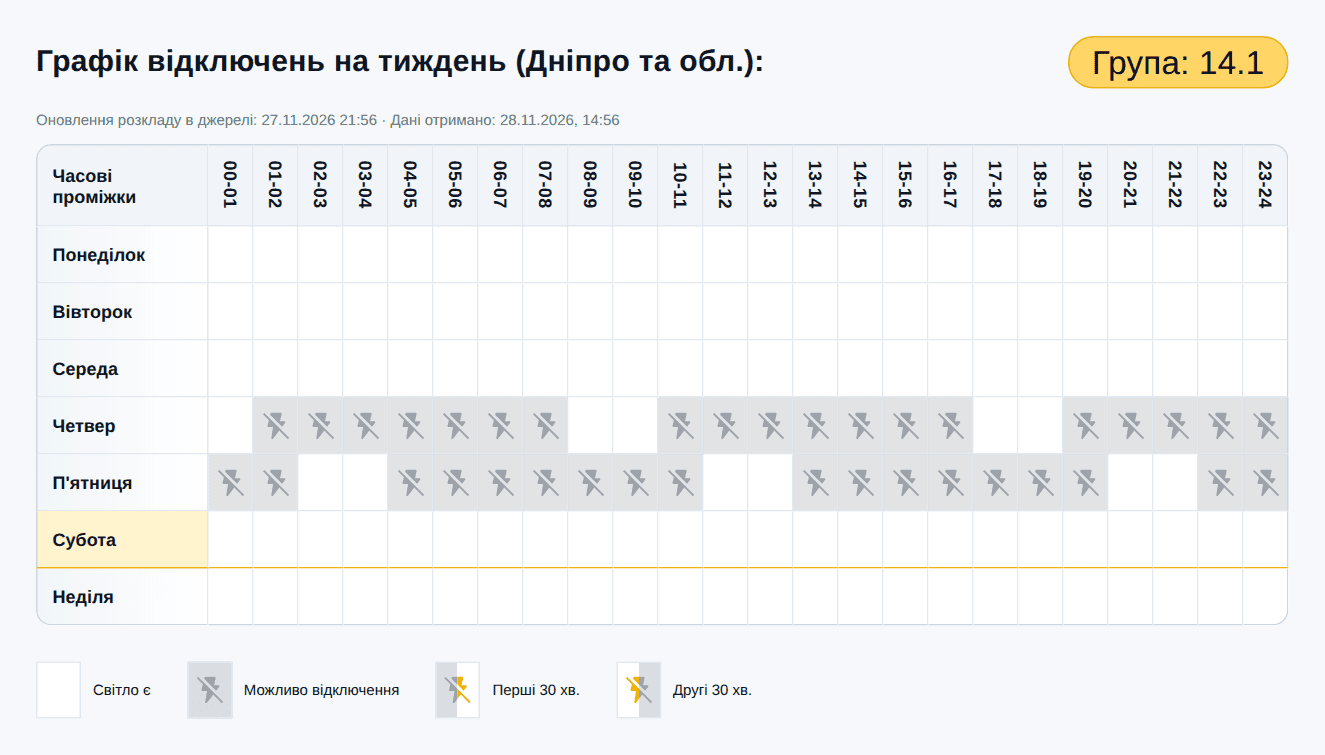 Графік відключень на тиждень (Дніпро та обл.):
Група: 14.1
Оновлення розкладу в джерелі: 27.11.2026 21:56 · Дані отримано: 28.11.2026, 14:56
Часові
проміжки
00-01
01-02
02-03
03-04
04-05
05-06
06-07
07-08
08-09
09-10
10-11
11-12
12-13
13-14
14-15
15-16
16-17
17-18
18-19
19-20
20-21
21-22
22-23
23-24
Понеділок
Вівторок
Середа
Четвер
П'ятниця
Субота
Неділя
Світло є
Можливо відключення
Перші 30 хв.
Другі 30 хв.